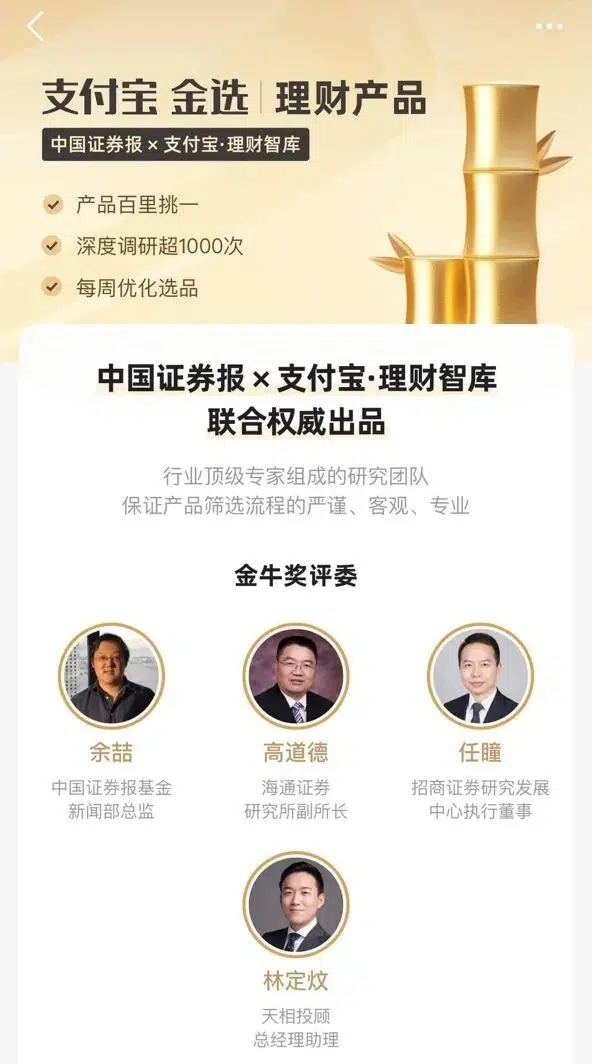 支付宝 金选 | 理财产品
中国证券报 × 支付宝·理财智库
产品百里挑一
深度调研超1000次
每周优化选品
中国证券报 × 支付宝·理财智库
联合权威出品
行业顶级专家组成的研究团队
保证产品筛选流程的严谨、客观、专业
金牛奖评委
余喆
中国证券报基金
新闻部总监
高道德
海通证券
研究所副所长
任瞳
招商证券研究发展
中心执行董事
林定炆
天相投顾
总经理助理